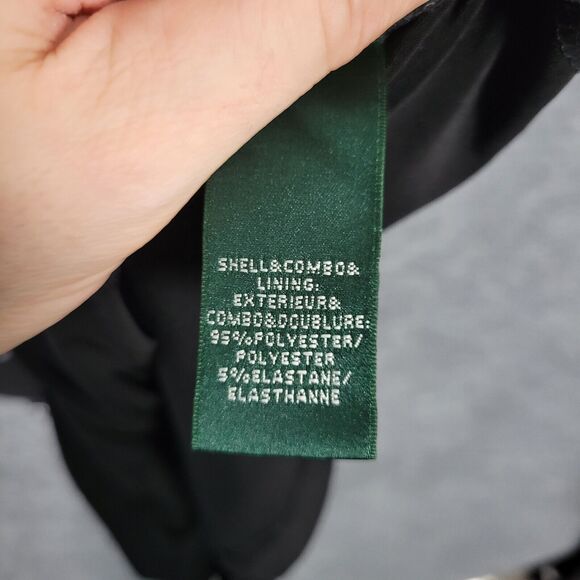 SHELL&COMBO&
LINING:
EXTERIEUR&
COMBO&DOUBLURE:
95%POLYESTER/
POLYESTER
5%ELASTANE/
ELASTHANNE